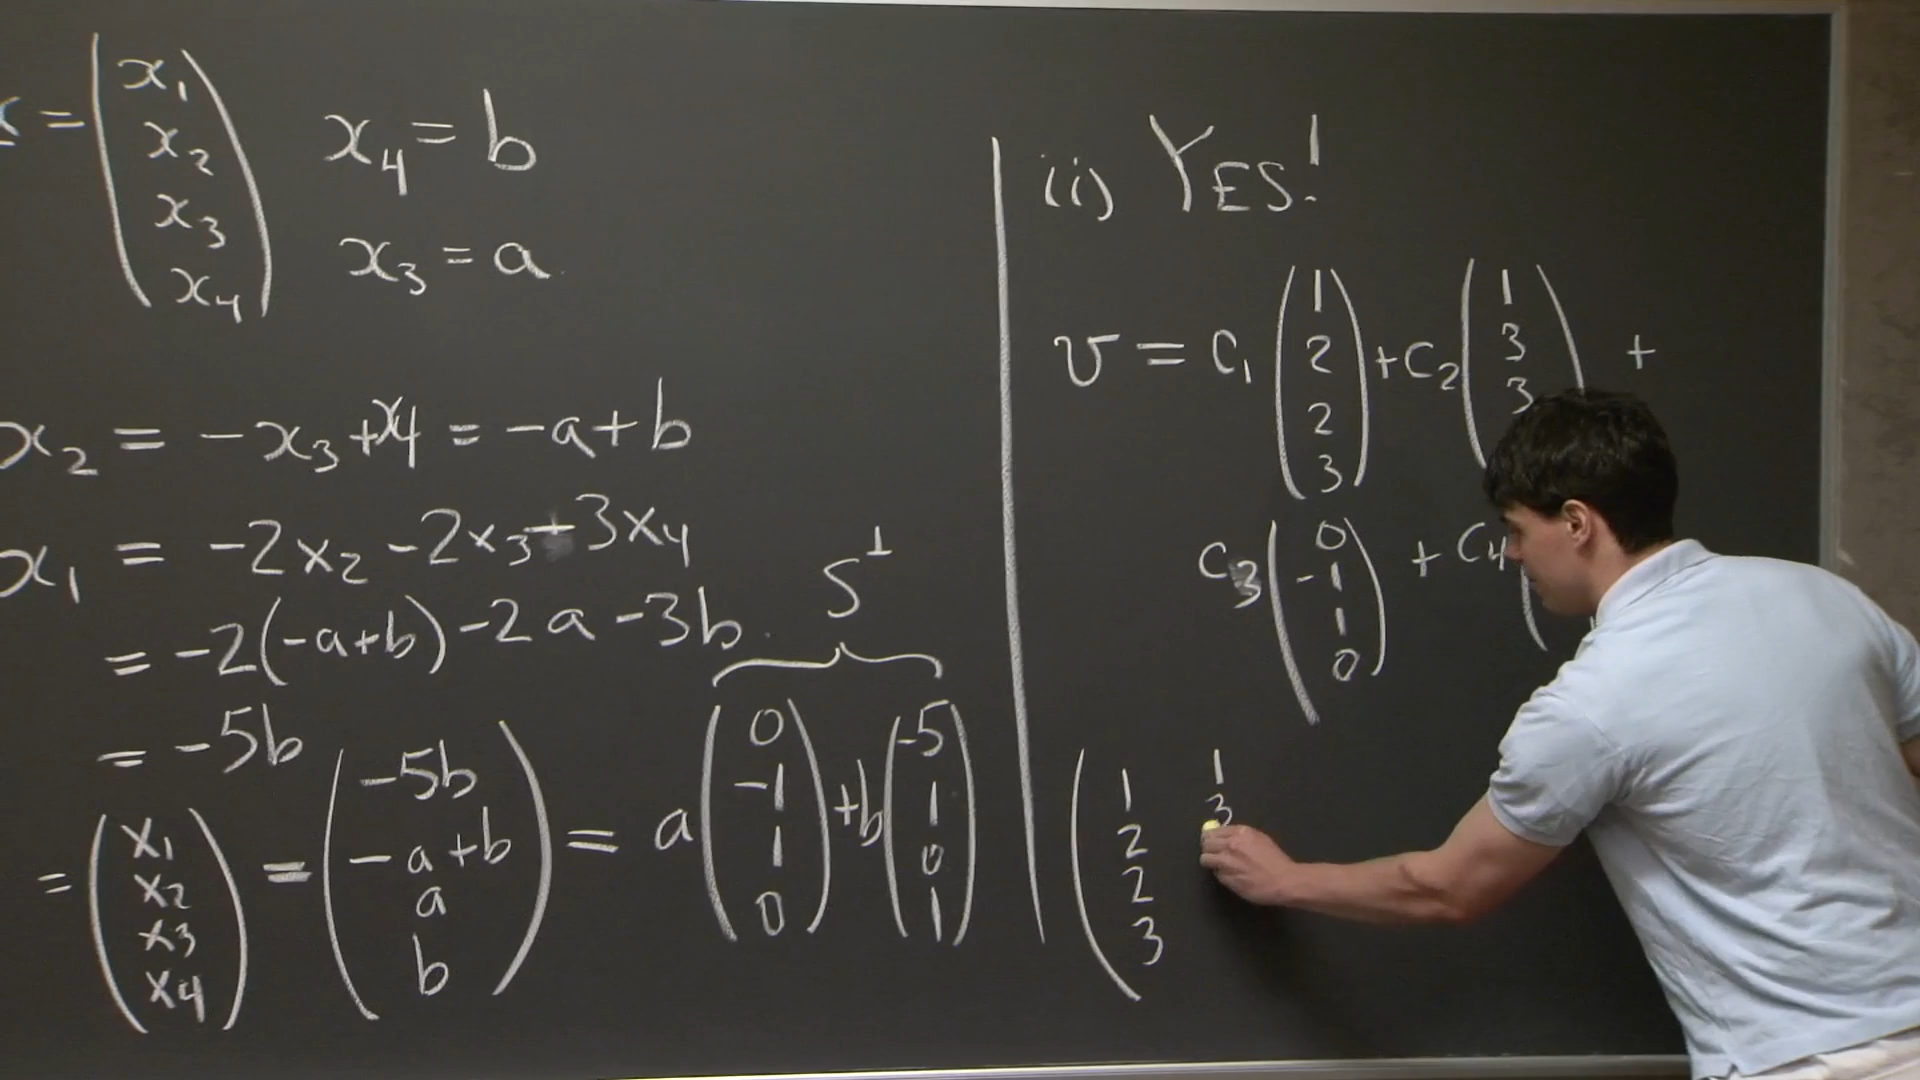 = ( x₁ x₂ x₃ x₄ )
x₄ = b
x₃ = a
x₂ = -x₃ + x₄ = -a + b
x₁ = -2x₂ - 2x₃ + 3x₄
= -2(-a+b) - 2a - 3b
= -5b
S⊥
= ( x₁ x₂ x₃ x₄ ) = ( -5b -a+b a b ) = a ( 0 -1 1 0 ) + b ( -5 1 0 1 )
(ii) YES!
v = c₁ ( 1 2 2 3 ) + c₂ ( 1 3 3 +
c₃ ( 0 -1 1 0 ) + c₄ (
( 1 2 2 3 1 3